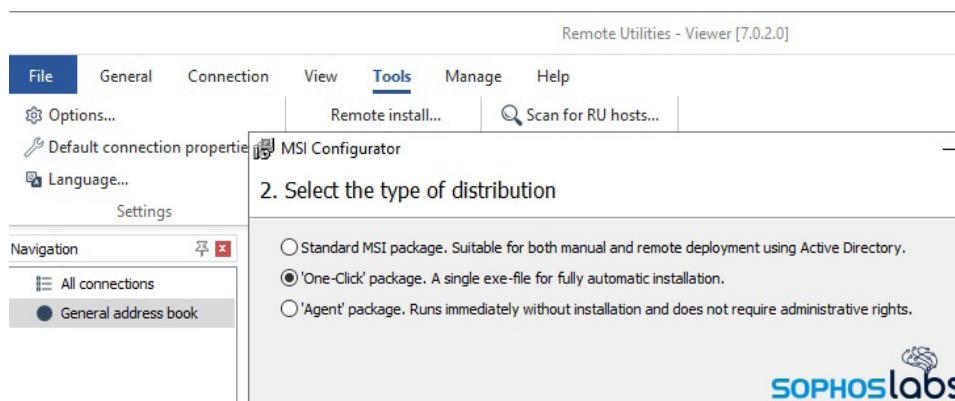 Remote Utilities - Viewer [7.0.2.0]
File General Connection View Tools Manage Help
Options... Remote install... Scan for RU hosts...
Default connection propertie
Language...
Settings
MSI Configurator
2. Select the type of distribution
Navigation
All connections
General address book
Standard MSI package. Suitable for both manual and remote deployment using Active Directory.
'One-Click' package. A single exe-file for fully automatic installation.
'Agent' package. Runs immediately without installation and does not require administrative rights.
SOPHOSlabs